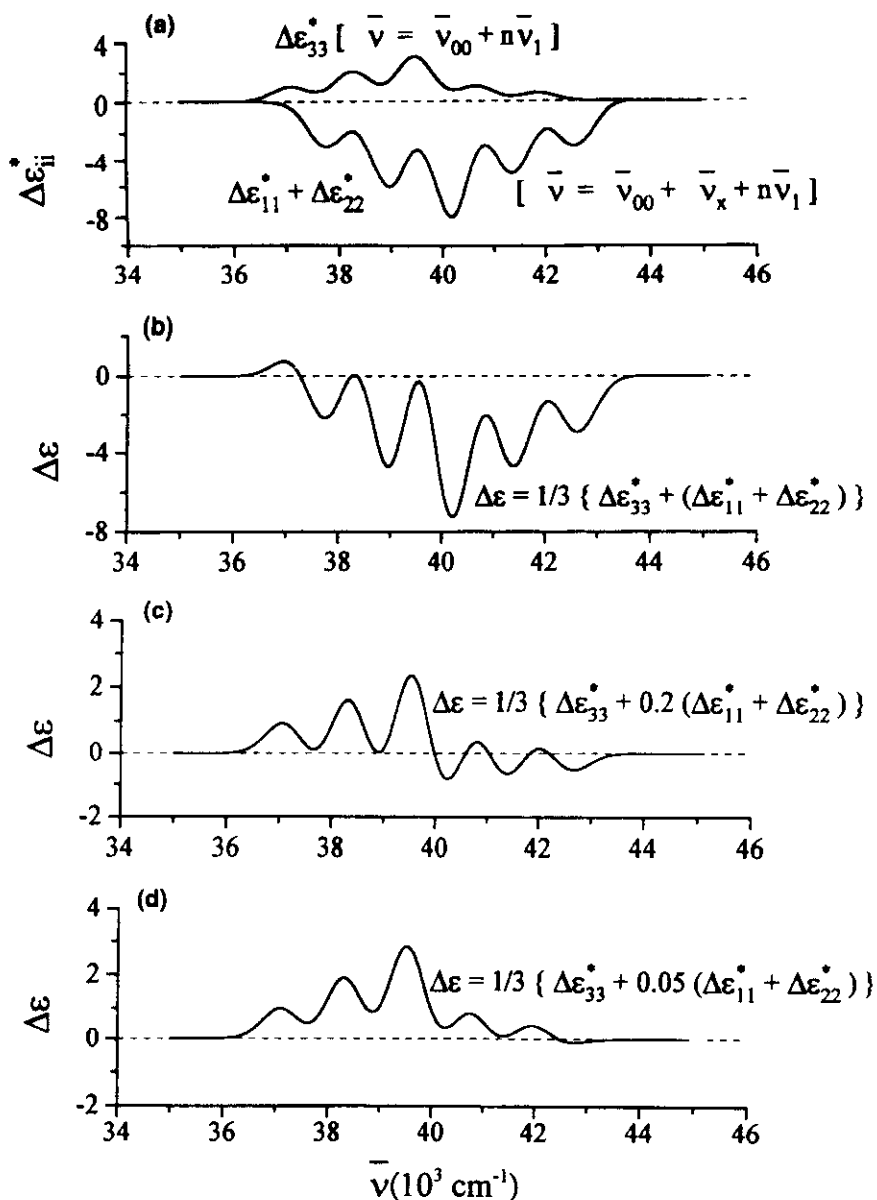 (a)
Δε*33 [ ν̄ = ν̄00 + nν̄1 ]
4
0
-4
-8
Δε*ii
Δε*11 + Δε*22
[ ν̄ = ν̄00 + ν̄x + nν̄1 ]
34 36 38 40 42 44 46
(b)
0
-4
-8
Δε
Δε = 1/3 { Δε*33 + (Δε*11 + Δε*22 ) }
34 36 38 40 42 44 46
(c)
4
2
0
-2
Δε
Δε = 1/3 { Δε*33 + 0.2 (Δε*11 + Δε*22 ) }
34 36 38 40 42 44 46
(d)
4
2
0
-2
Δε
Δε = 1/3 { Δε*33 + 0.05 (Δε*11 + Δε*22 ) }
34 36 38 40 42 44 46
ν̄(10³ cm⁻¹)